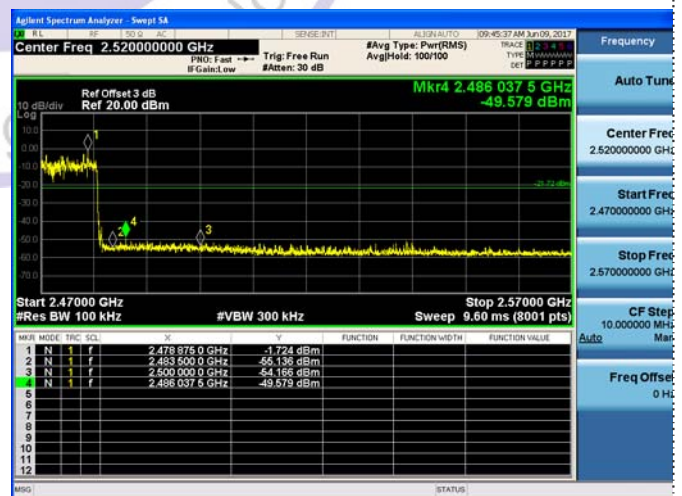 Agilent Spectrum Analyzer - Swept SA
RL RF 50 Ω AC SENSE:INT ALIGNAUTO 09:45:37 AM Jun 09, 2017
Center Freq 2.520000000 GHz
PNO: Fast
IFGain:Low
Trig: Free Run
#Atten: 30 dB
#Avg Type: Pwr(RMS)
Avg|Hold: 100/100
TRACE 1 2 3 4 5 6
TYPE
DET P P P P P P
Frequency
Mkr4 2.486 037 5 GHz
-49.579 dBm
Ref Offset 3 dB
10 dB/div Ref 20.00 dBm
Log
10.0
0.00
-10.0
-20.0
-30.0
-40.0
-50.0
-60.0
-70.0
1
2
4
3
-21.72 dBm
Start 2.47000 GHz
#Res BW 100 kHz
#VBW 300 kHz
Stop 2.57000 GHz
Sweep 9.60 ms (8001 pts)
MKR MODE TRC SCL X Y FUNCTION FUNCTION WIDTH FUNCTION VALUE
1 N 1 f 2.478 875 0 GHz -1.724 dBm
2 N 1 f 2.483 500 0 GHz -55.136 dBm
3 N 1 f 2.500 000 0 GHz -54.166 dBm
4 N 1 f 2.486 037 5 GHz -49.579 dBm
5
6
7
8
9
10
11
12
MSG STATUS
Auto Tune
Center Freq
2.520000000 GHz
Start Freq
2.470000000 GHz
Stop Freq
2.570000000 GHz
CF Step
10.000000 MHz
Auto Man
Freq Offset
0 Hz